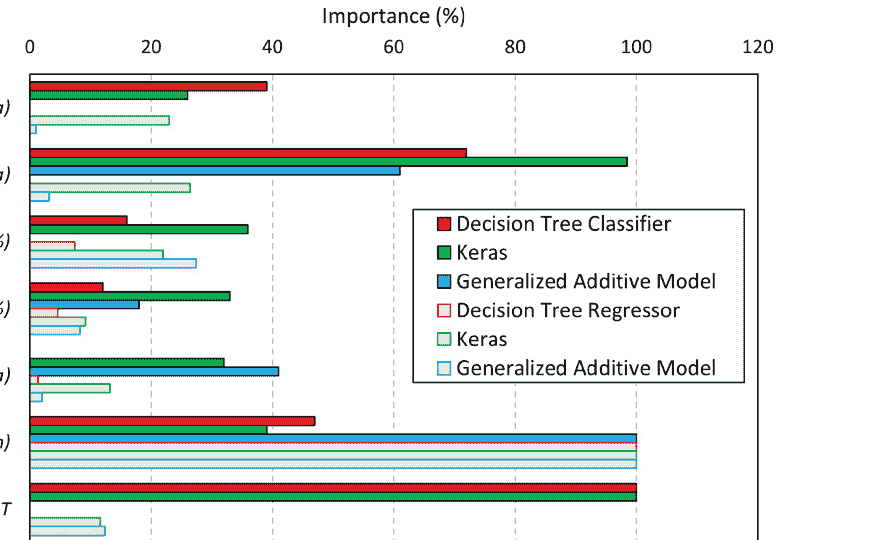 Importance (%)
0 20 40 60 80 100 120
a)
a)
%)
Decision Tree Classifier
Keras
Generalized Additive Model
%)
Decision Tree Regressor
Keras
Generalized Additive Model
a)
n)
T